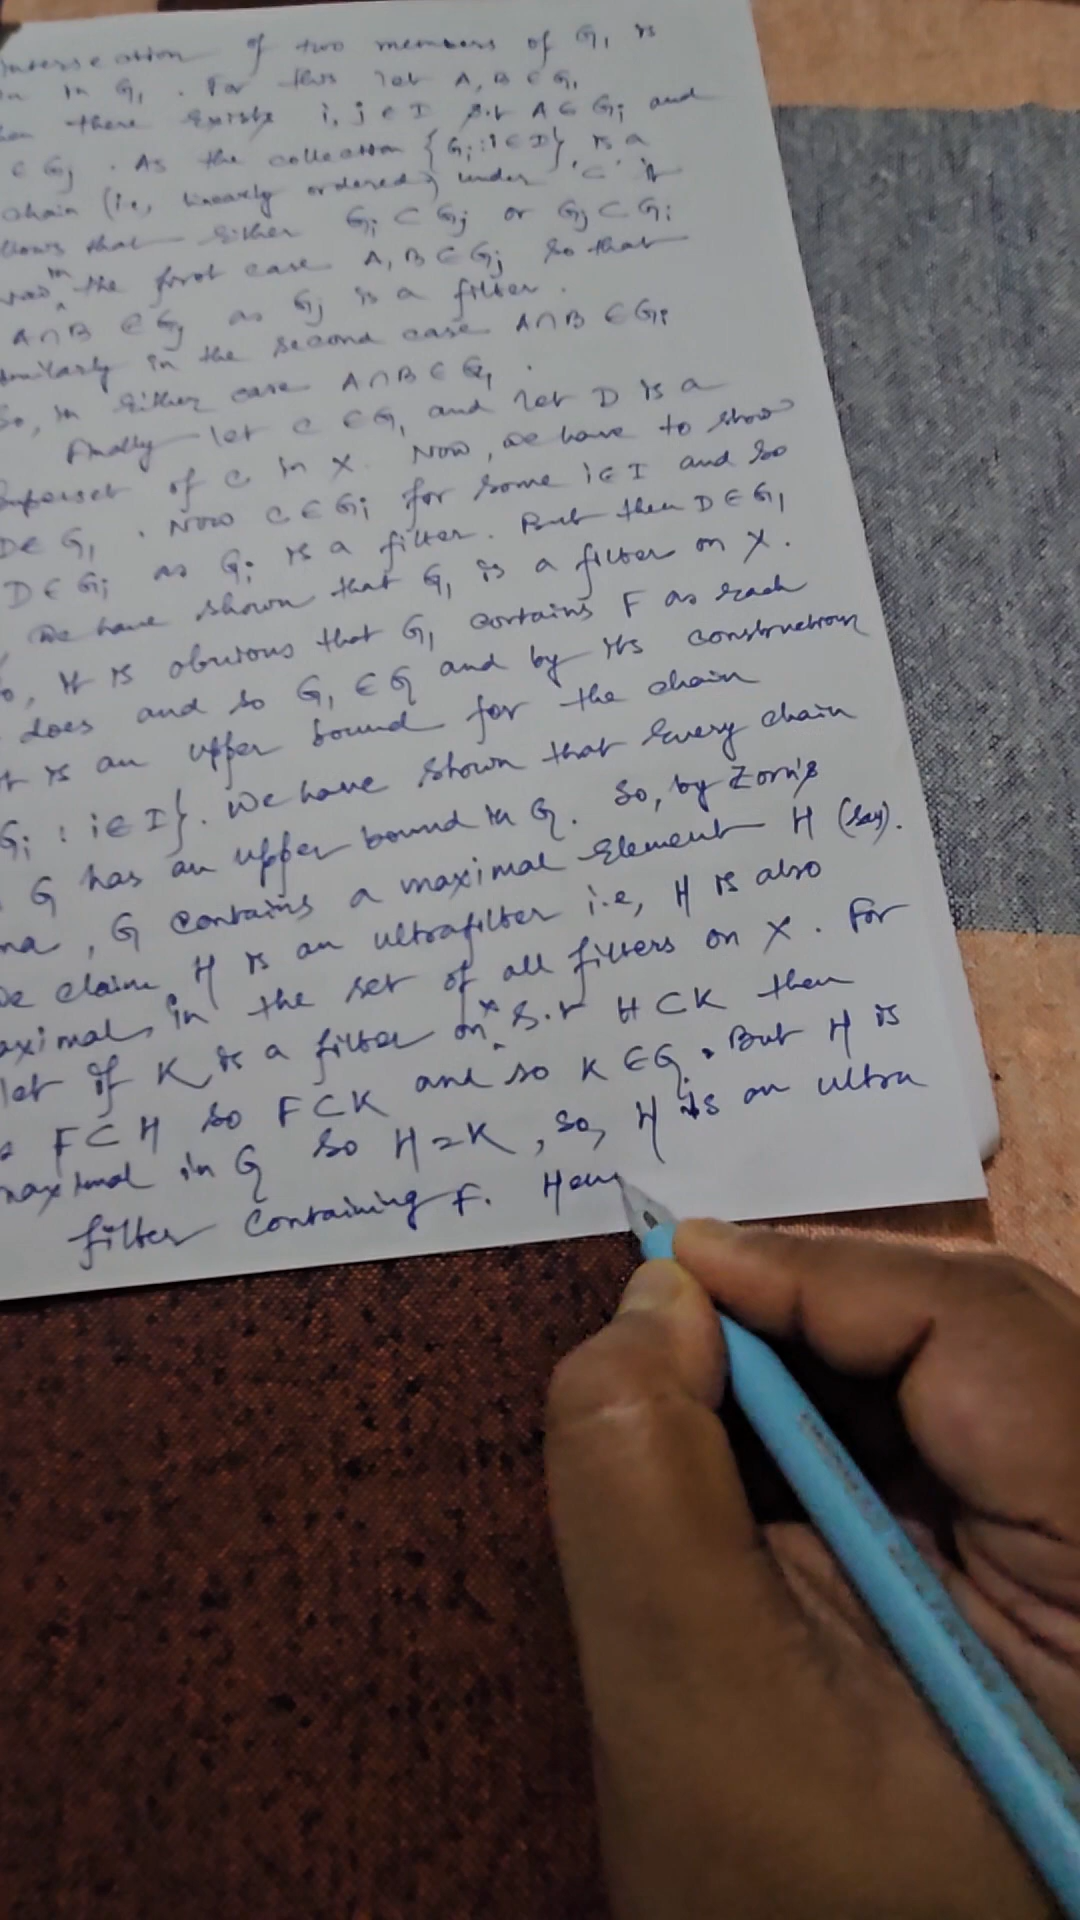 intersection of two members of G₁ is
in G₁. For this let A, B ∈ G₁
there exists i, j ∈ I s.t A ∈ Gᵢ and
∈ Gⱼ. As the collection {Gᵢ : i ∈ I} is a
chain (i.e, linearly ordered) under '⊂' it
that either Gᵢ ⊂ Gⱼ or Gⱼ ⊂ Gᵢ
in the first case A, B ∈ Gⱼ so that
A∩B ∈ Gⱼ as Gⱼ is a filter.
in the second case A∩B ∈ Gᵢ
So, in either case A∩B ∈ G₁.
Finally let C ∈ G₁ and let D is a
superset of C in X. Now, we have to show
D ∈ G₁. Now C ∈ Gᵢ for some i ∈ I and so
D ∈ Gᵢ as Gᵢ is a filter. But then D ∈ G₁
We have shown that G₁ is a filter on X.
It is obvious that G₁ contains F as each
does and so G₁ ∈ G and by its construction
is an upper bound for the chain
Gᵢ : i ∈ I}. We have shown that every chain
G has an upper bound in G. So, by Zorn's
, G contains a maximal element H (say).
claim H is an ultrafilter i.e, H is also
in the set of all filters on X. For
let if K is a filter on X s.t H ⊂ K then
F ⊂ H so F ⊂ K and so K ∈ G. But H is
in G so H = K, so, H is an ultra
filter containing F.